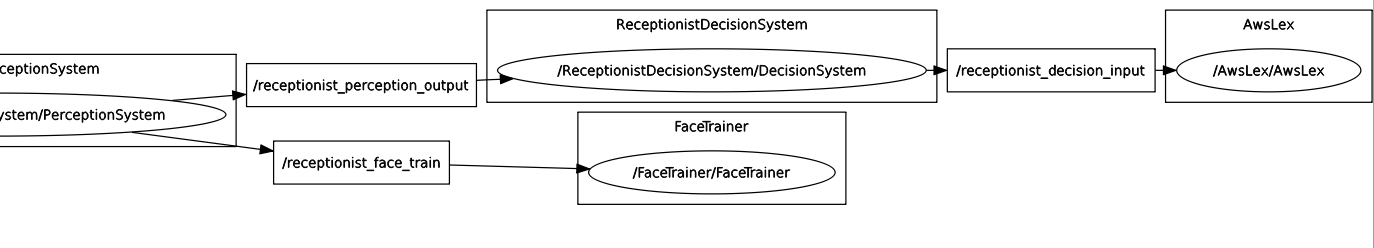 ReceptionistDecisionSystem
AwsLex
ceptionSystem
/receptionist_perception_output
/ReceptionistDecisionSystem/DecisionSystem
/receptionist_decision_input
/AwsLex/AwsLex
ystem/PerceptionSystem
FaceTrainer
/receptionist_face_train
/FaceTrainer/FaceTrainer